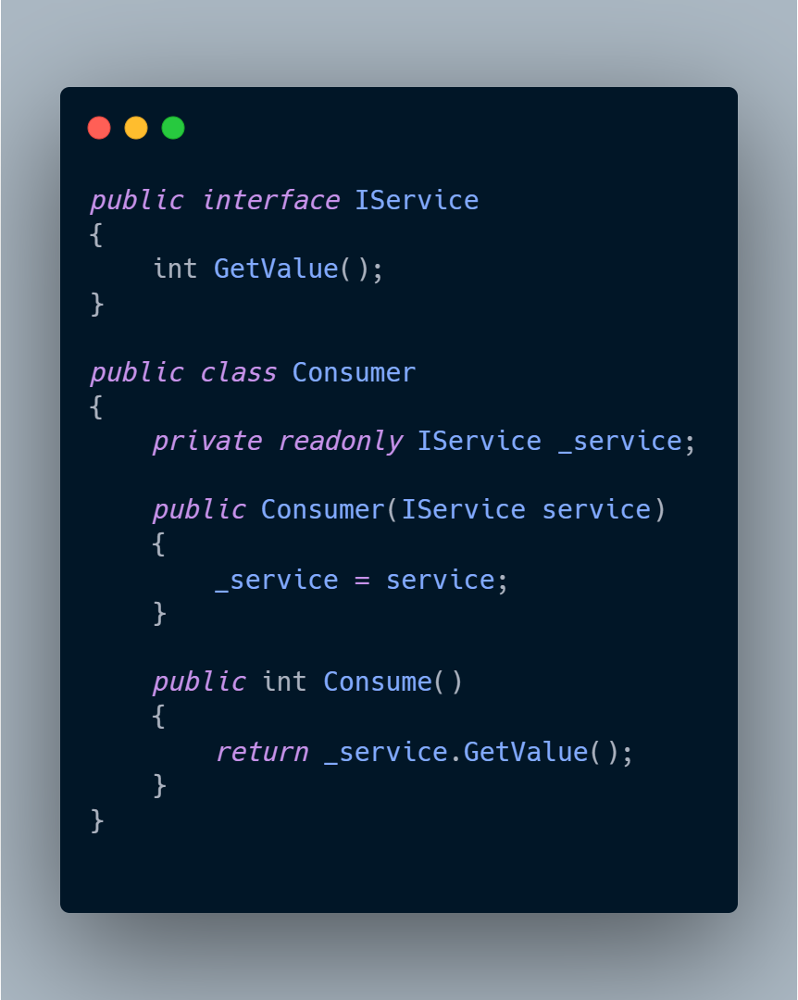 public interface IService
{
    int GetValue();
}

public class Consumer
{
    private readonly IService _service;

    public Consumer(IService service)
    {
        _service = service;
    }

    public int Consume()
    {
        return _service.GetValue();
    }
}